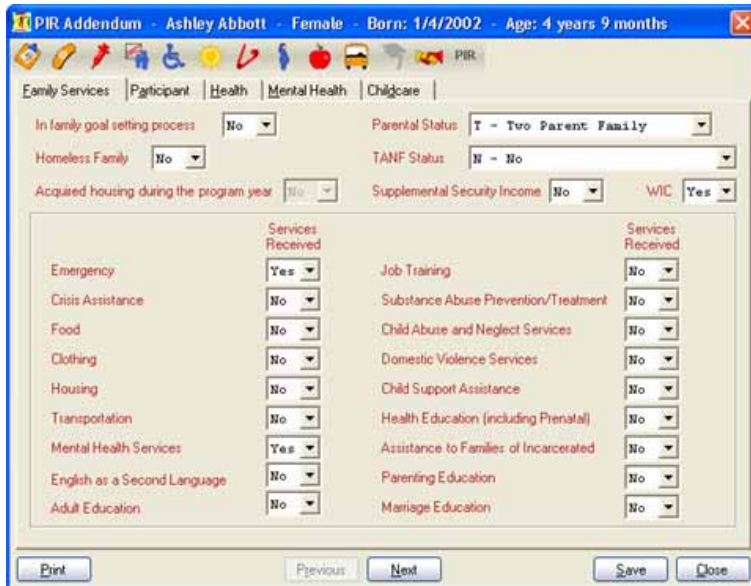 PIR Addendum - Ashley Abbott - Female - Born: 1/4/2002 - Age: 4 years 9 months
PIR
Family Services Participant Health Mental Health Childcare
In family goal setting process No Parental Status T - Two Parent Family
Homeless Family No TANF Status N - No
Acquired housing during the program year No Supplemental Security Income No WIC Yes
Services Received Services Received
Emergency Yes Job Training No
Crisis Assistance No Substance Abuse Prevention/Treatment No
Food No Child Abuse and Neglect Services No
Clothing No Domestic Violence Services No
Housing No Child Support Assistance No
Transportation No Health Education (including Prenatal) No
Mental Health Services Yes Assistance to Families of Incarcerated No
English as a Second Language No Parenting Education No
Adult Education No Marriage Education No
Print Previous Next Save Close